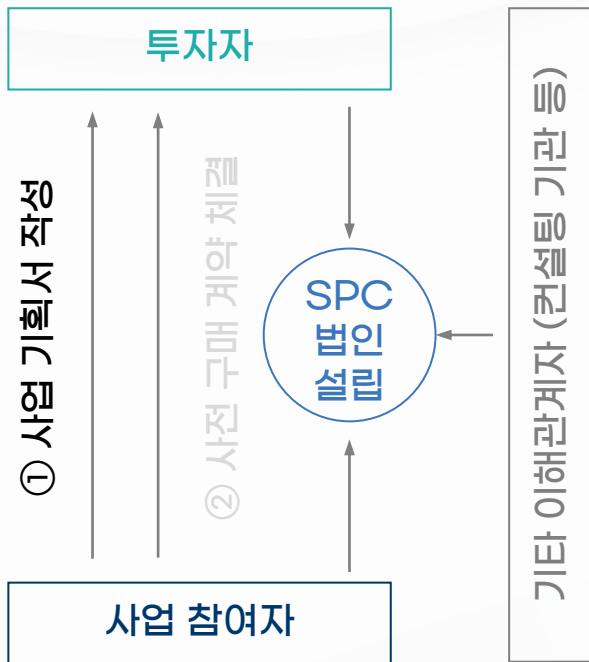 투자자
① 사업 기획서 작성
② 사전 구매 계약 체결
SPC
법인
설립
기타 이해관계자 (컨설팅 기관 등)
사업 참여자